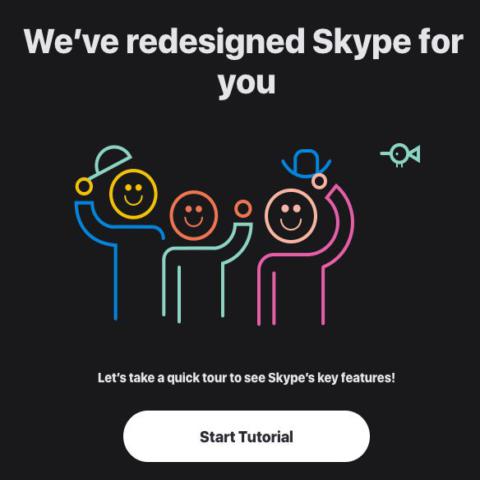 We’ve redesigned Skype for
you
Let’s take a quick tour to see Skype’s key features!
Start Tutorial